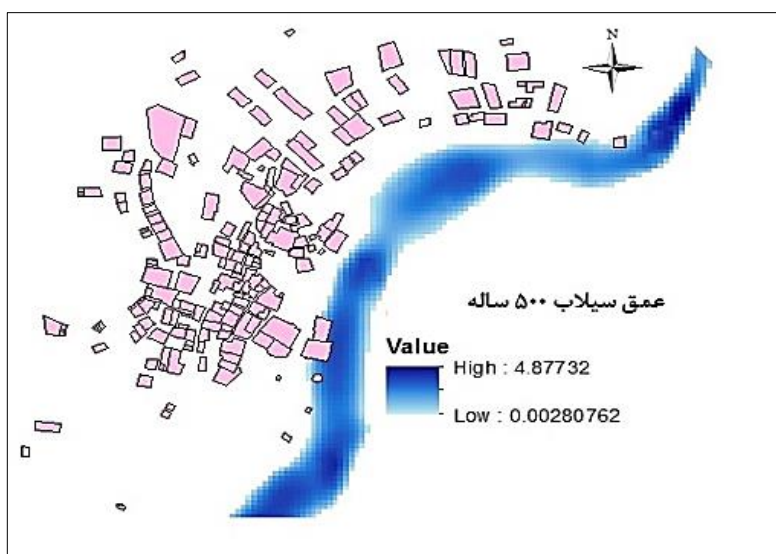 N
عمق سیلاب ۵۰۰ ساله
Value
High : 4.87732
Low : 0.00280762